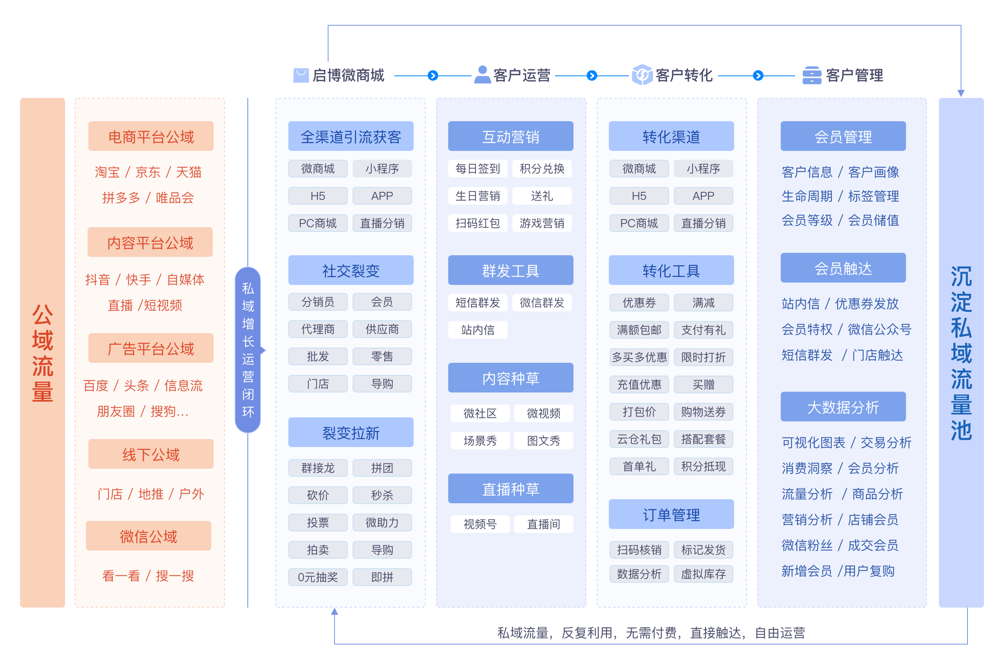 启博微商城
客户运营
客户转化
客户管理
公域流量
电商平台公域
淘宝 / 京东 / 天猫
拼多多 / 唯品会
内容平台公域
抖音 / 快手 / 自媒体
直播 /短视频
广告平台公域
百度 / 头条 / 信息流
朋友圈 / 搜狗...
线下公域
门店 / 地推 / 户外
微信公域
看一看 / 搜一搜
私域增长运营闭环
全渠道引流获客
微商城 小程序
H5 APP
PC商城 直播分销
社交裂变
分销员 会员
代理商 供应商
批发 零售
门店 导购
裂变拉新
群接龙 拼团
砍价 秒杀
投票 微助力
拍卖 导购
0元抽奖 即拼
互动营销
每日签到 积分兑换
生日营销 送礼
扫码红包 游戏营销
群发工具
短信群发 微信群发
站内信
内容种草
微社区 微视频
场景秀 图文秀
直播种草
视频号 直播间
转化渠道
微商城 小程序
H5 APP
PC商城 直播分销
转化工具
优惠券 满减
满额包邮 支付有礼
多买多优惠 限时打折
充值优惠 买赠
打包价 购物送券
云仓礼包 搭配套餐
首单礼 积分抵现
订单管理
扫码核销 标记发货
数据分析 虚拟库存
会员管理
客户信息 / 客户画像
生命周期 / 标签管理
会员等级 / 会员储值
会员触达
站内信 / 优惠券发放
会员特权 / 微信公众号
短信群发 / 门店触达
大数据分析
可视化图表 / 交易分析
消费洞察 / 会员分析
流量分析 / 商品分析
营销分析 / 店铺会员
微信粉丝 / 成交会员
新增会员 /用户复购
沉淀私域流量池
私域流量，反复利用，无需付费，直接触达，自由运营